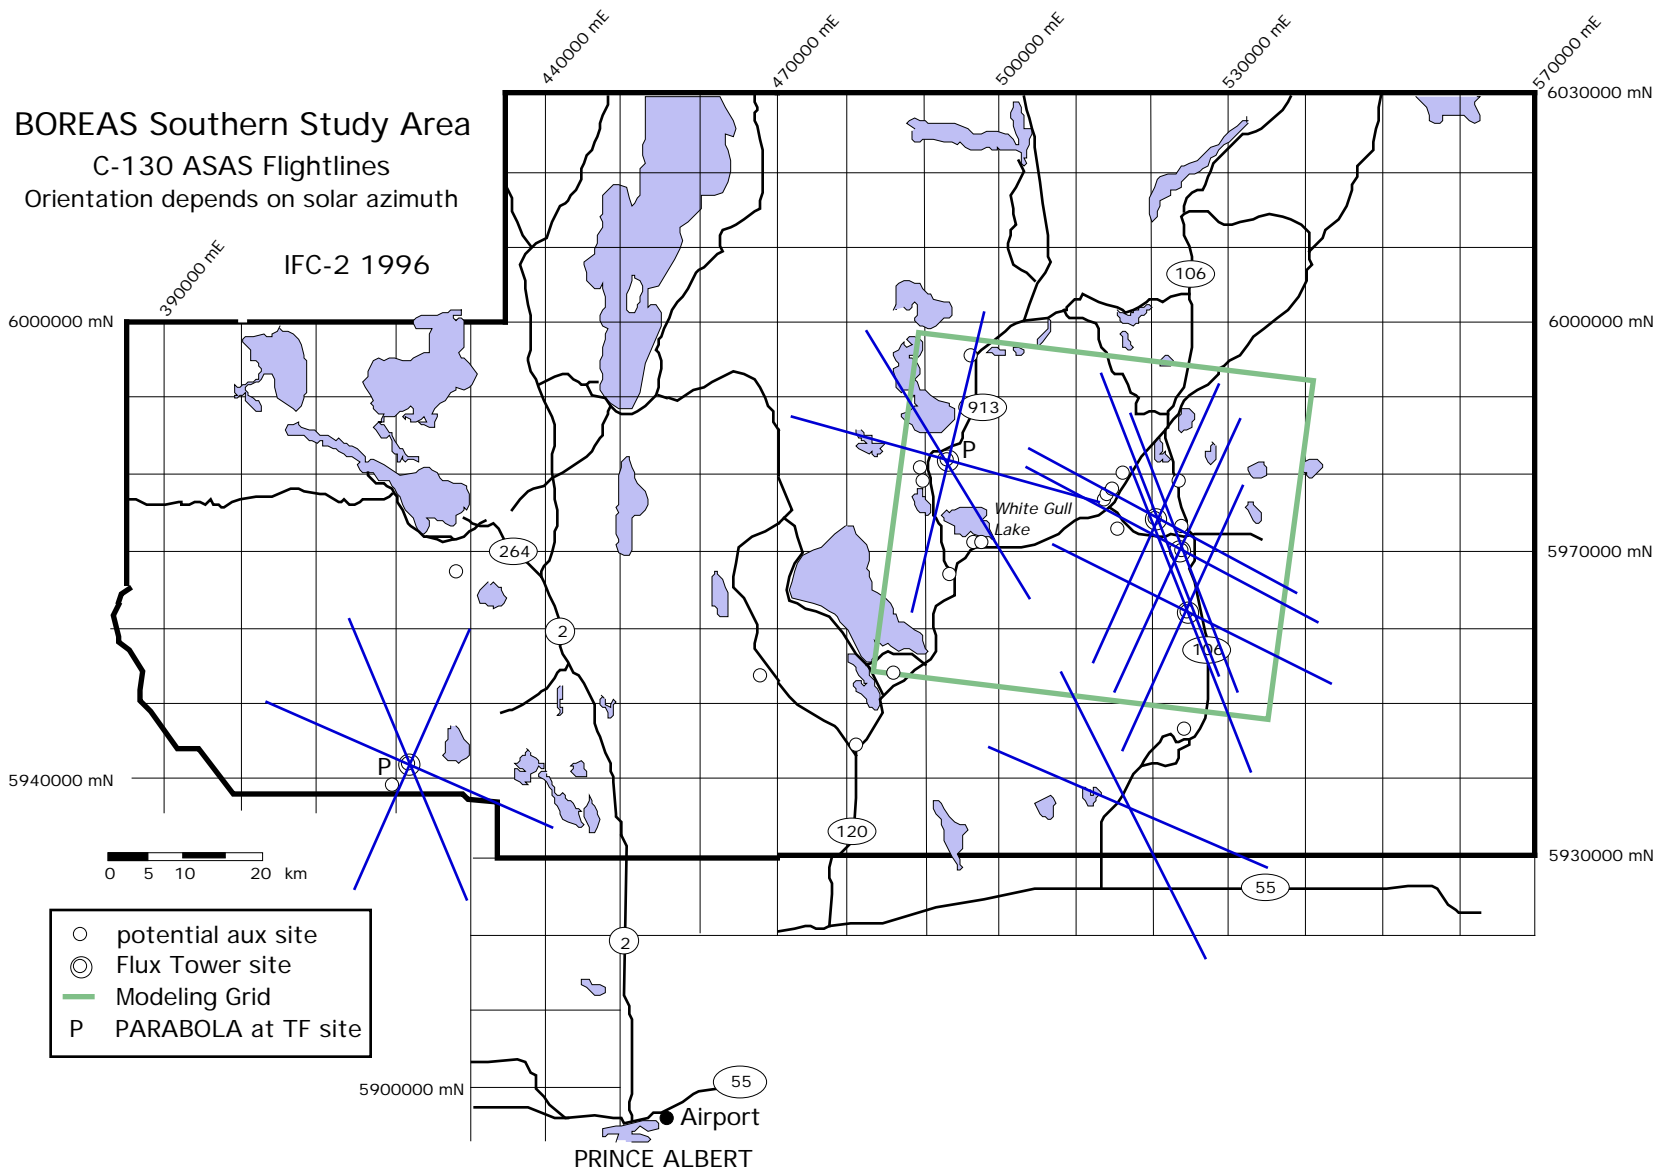 440000 mE
470000 mE
500000 mE
530000 mE
570000 mE
6030000 mN
BOREAS Southern Study Area
C-130 ASAS Flightlines
Orientation depends on solar azimuth
IFC-2 1996
390000 mE
106
6000000 mN
6000000 mN
913
P
White Gull
Lake
264
5970000 mN
2
106
P
5940000 mN
120
5930000 mN
0 5 10 20 km
55
potential aux site
Flux Tower site
Modeling Grid
P PARABOLA at TF site
2
5900000 mN
55
Airport
PRINCE ALBERT